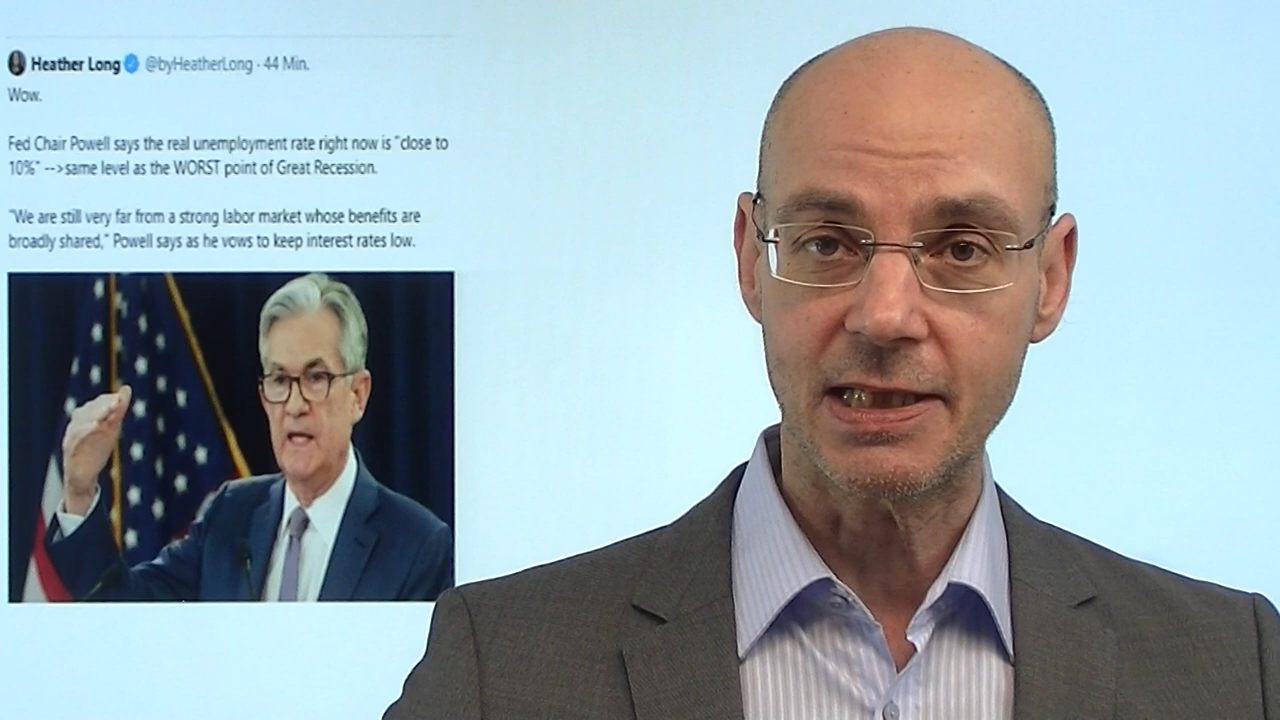 Heather Long @byHeatherLong · 44 Min.
Wow.
Fed Chair Powell says the real unemployment rate right now is "close to
10%" -->same level as the WORST point of Great Recession.
"We are still very far from a strong labor market whose benefits are
broadly shared," Powell says as he vows to keep interest rates low.